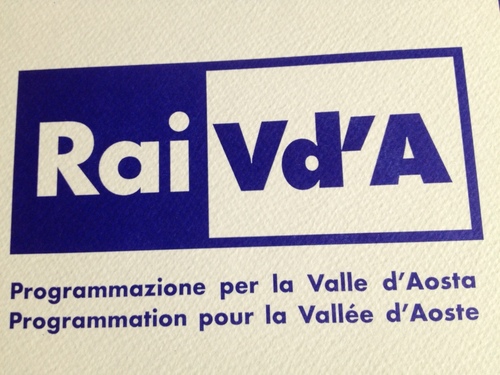 Rai Vd'A
Programmazione per la Valle d'Aosta
Programmation pour la Vallée d'Aoste